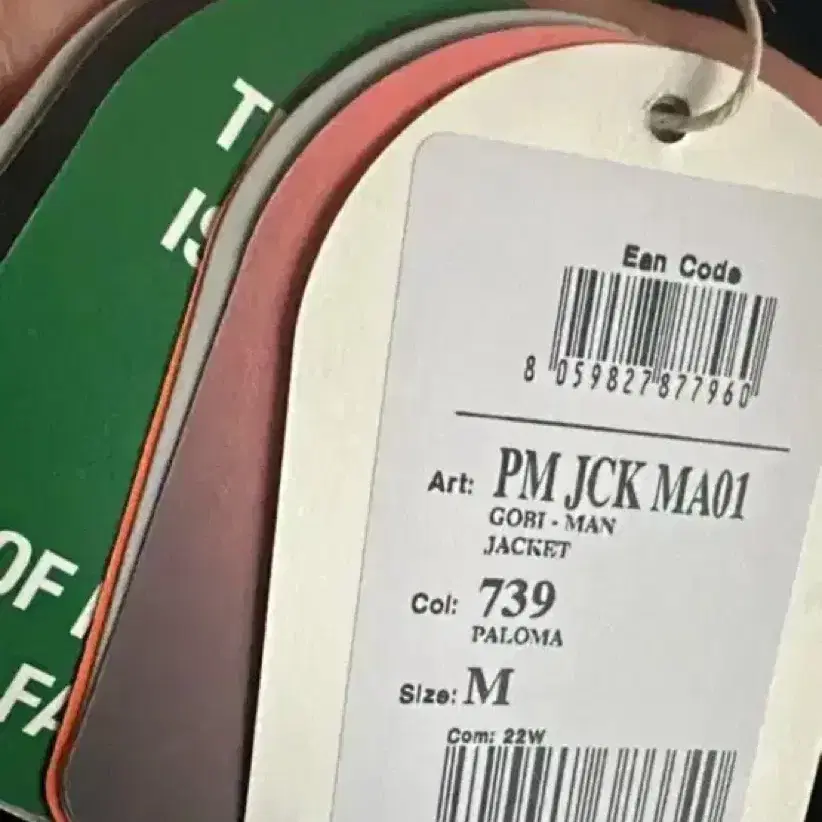 T
IS
OF
FA
Ean Code
8 059827 877960
Art: PM JCK MA01
GOBI - MAN
JACKET
Col: 739
PALOMA
Size: M
Com: 22W